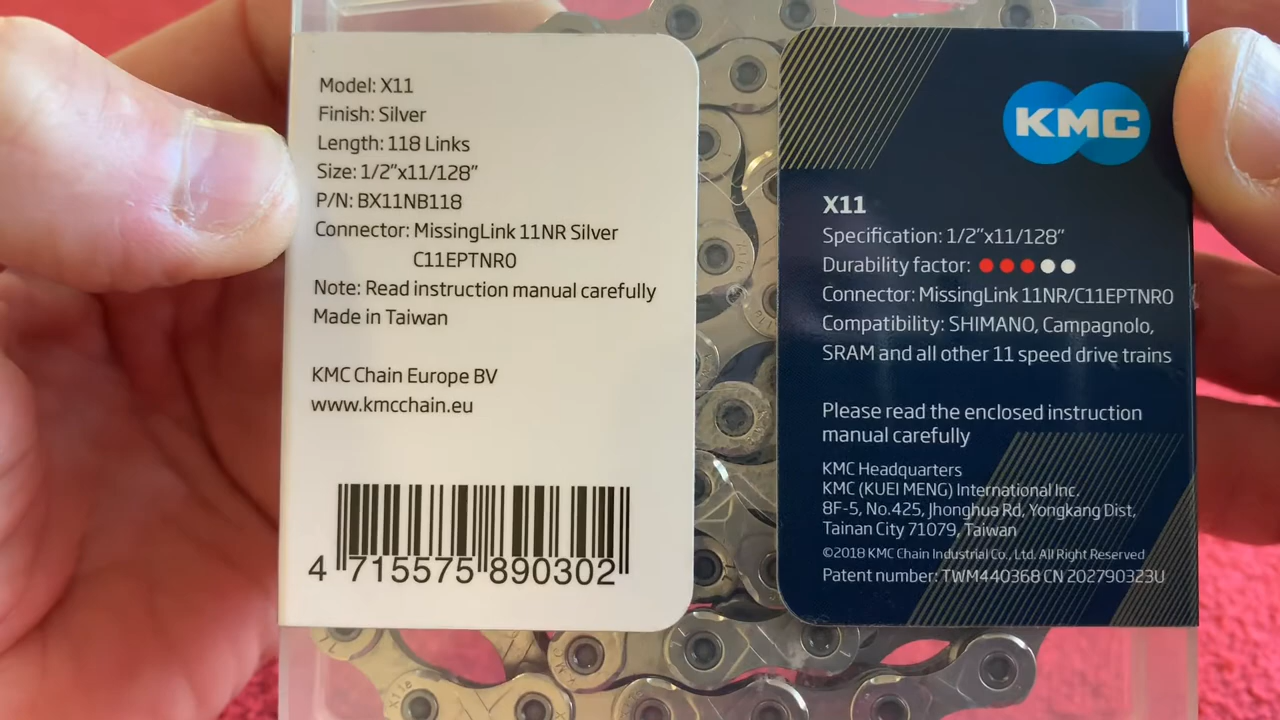 Model: X11
Finish: Silver
Length: 118 Links
Size: 1/2"x11/128"
P/N: BX11NB118
Connector: MissingLink 11NR Silver
C11EPTNR0
Note: Read instruction manual carefully
Made in Taiwan
KMC Chain Europe BV
www.kmcchain.eu
4 715575 890302
KMC
X11
Specification: 1/2"x11/128"
Durability factor:
Connector: MissingLink 11NR/C11EPTNR0
Compatibility: SHIMANO, Campagnolo,
SRAM and all other 11 speed drive trains
Please read the enclosed instruction
manual carefully
KMC Headquarters
KMC (KUEI MENG) International Inc.
8F-5, No.425, Jhonghua Rd, Yongkang Dist,
Tainan City 71079, Taiwan
©2018 KMC Chain Industrial Co., Ltd. All Right Reserved
Patent number: TWM440368 CN 202790323U
KMC
X11